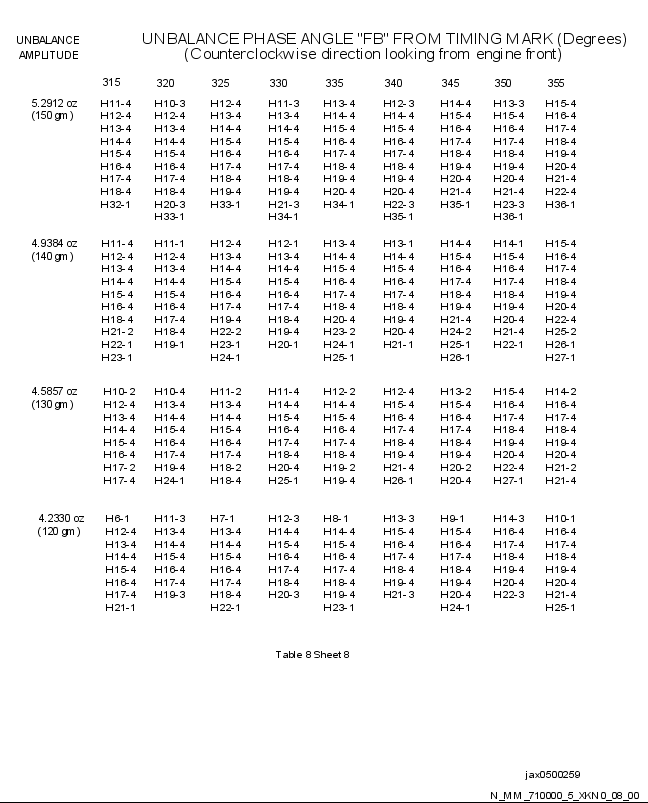 UNBALANCE UNBALANCE PHASE ANGLE "FB" FROM TIMING MARK (Degrees)
AMPLITUDE (Counterclockwise direction looking from engine front)
315 320 325 330 335 340 345 350 355
5.2912 oz H11-4 H10-3 H12-4 H11-3 H13-4 H12-3 H14-4 H13-3 H15-4
(150 gm) H12-4 H12-4 H13-4 H13-4 H14-4 H14-4 H15-4 H15-4 H16-4
H13-4 H13-4 H14-4 H14-4 H15-4 H15-4 H16-4 H16-4 H17-4
H14-4 H14-4 H15-4 H15-4 H16-4 H16-4 H17-4 H17-4 H18-4
H15-4 H15-4 H16-4 H16-4 H17-4 H17-4 H18-4 H18-4 H19-4
H16-4 H16-4 H17-4 H17-4 H18-4 H18-4 H19-4 H19-4 H20-4
H17-4 H17-4 H18-4 H18-4 H19-4 H19-4 H20-4 H20-4 H21-4
H18-4 H18-4 H19-4 H19-4 H20-4 H20-4 H21-4 H21-4 H22-4
H32-1 H20-3 H33-1 H21-3 H34-1 H22-3 H35-1 H23-3 H36-1
H33-1 H34-1 H35-1 H36-1
4.9384 oz H11-4 H11-1 H12-4 H12-1 H13-4 H13-1 H14-4 H14-1 H15-4
(140 gm) H12-4 H12-4 H13-4 H13-4 H14-4 H14-4 H15-4 H15-4 H16-4
H13-4 H13-4 H14-4 H14-4 H15-4 H15-4 H16-4 H16-4 H17-4
H14-4 H14-4 H15-4 H15-4 H16-4 H16-4 H17-4 H17-4 H18-4
H15-4 H15-4 H16-4 H16-4 H17-4 H17-4 H18-4 H18-4 H19-4
H16-4 H16-4 H17-4 H17-4 H18-4 H18-4 H19-4 H19-4 H20-4
H18-4 H17-4 H19-4 H18-4 H20-4 H19-4 H21-4 H20-4 H22-4
H21-2 H18-4 H22-2 H19-4 H23-2 H20-4 H24-2 H21-4 H25-2
H22-1 H19-1 H23-1 H20-1 H24-1 H21-1 H25-1 H22-1 H26-1
H23-1 H24-1 H25-1 H26-1 H27-1
4.5857 oz H10-2 H10-4 H11-2 H11-4 H12-2 H12-4 H13-2 H15-4 H14-2
(130 gm) H12-4 H13-4 H13-4 H14-4 H14-4 H15-4 H15-4 H16-4 H16-4
H13-4 H14-4 H14-4 H15-4 H15-4 H16-4 H16-4 H17-4 H17-4
H14-4 H15-4 H15-4 H16-4 H16-4 H17-4 H17-4 H18-4 H18-4
H15-4 H16-4 H16-4 H17-4 H17-4 H18-4 H18-4 H19-4 H19-4
H16-4 H17-4 H17-4 H18-4 H18-4 H19-4 H19-4 H20-4 H20-4
H17-2 H19-4 H18-2 H20-4 H19-2 H21-4 H20-2 H22-4 H21-2
H17-4 H24-1 H18-4 H25-1 H19-4 H26-1 H20-4 H27-1 H21-4
4.2330 oz H6-1 H11-3 H7-1 H12-3 H8-1 H13-3 H9-1 H14-3 H10-1
(120 gm) H12-4 H13-4 H13-4 H14-4 H14-4 H15-4 H15-4 H16-4 H16-4
H13-4 H14-4 H14-4 H15-4 H15-4 H16-4 H16-4 H17-4 H17-4
H14-4 H15-4 H15-4 H16-4 H16-4 H17-4 H17-4 H18-4 H18-4
H15-4 H16-4 H16-4 H17-4 H17-4 H18-4 H18-4 H19-4 H19-4
H16-4 H17-4 H17-4 H18-4 H18-4 H19-4 H19-4 H20-4 H20-4
H17-4 H19-3 H18-4 H20-3 H19-4 H21-3 H20-4 H22-3 H21-4
H21-1 H22-1 H23-1 H24-1 H25-1
Table 8 Sheet 8
jax0500259
N_MM_710000_5_XKN0_08_00